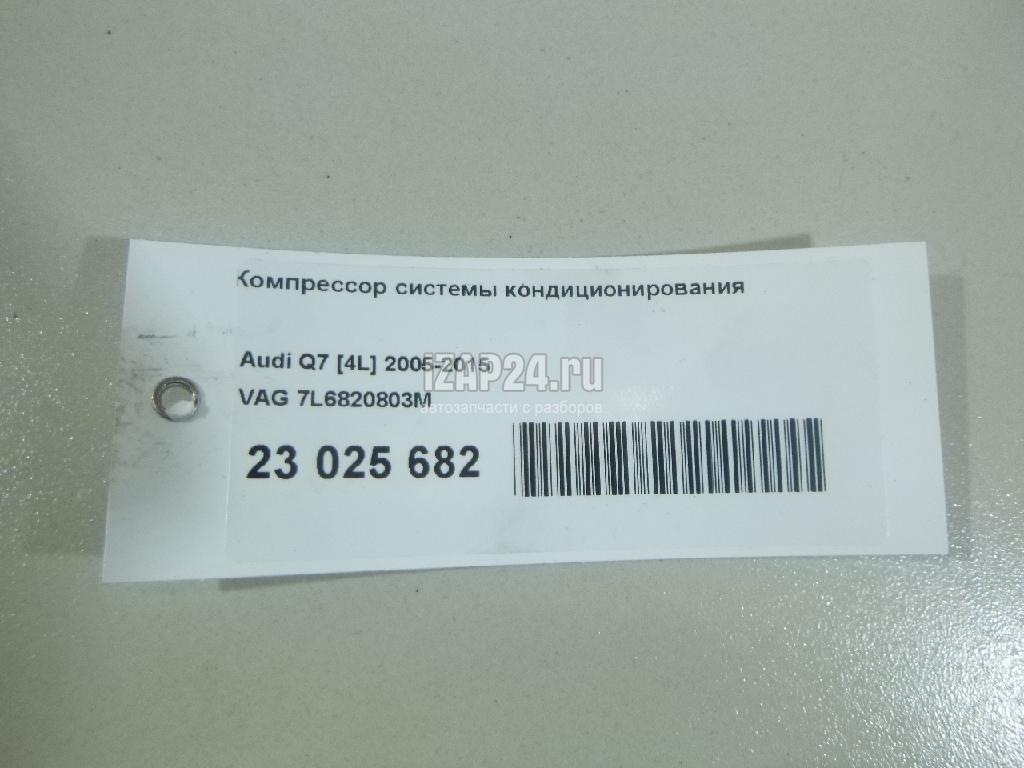 Компрессор системы кондиционирования
Audi Q7 [4L] 2005-2015
iZAP24.ru
VAG 7L6820803M
автозапчасти с разборов
23 025 682